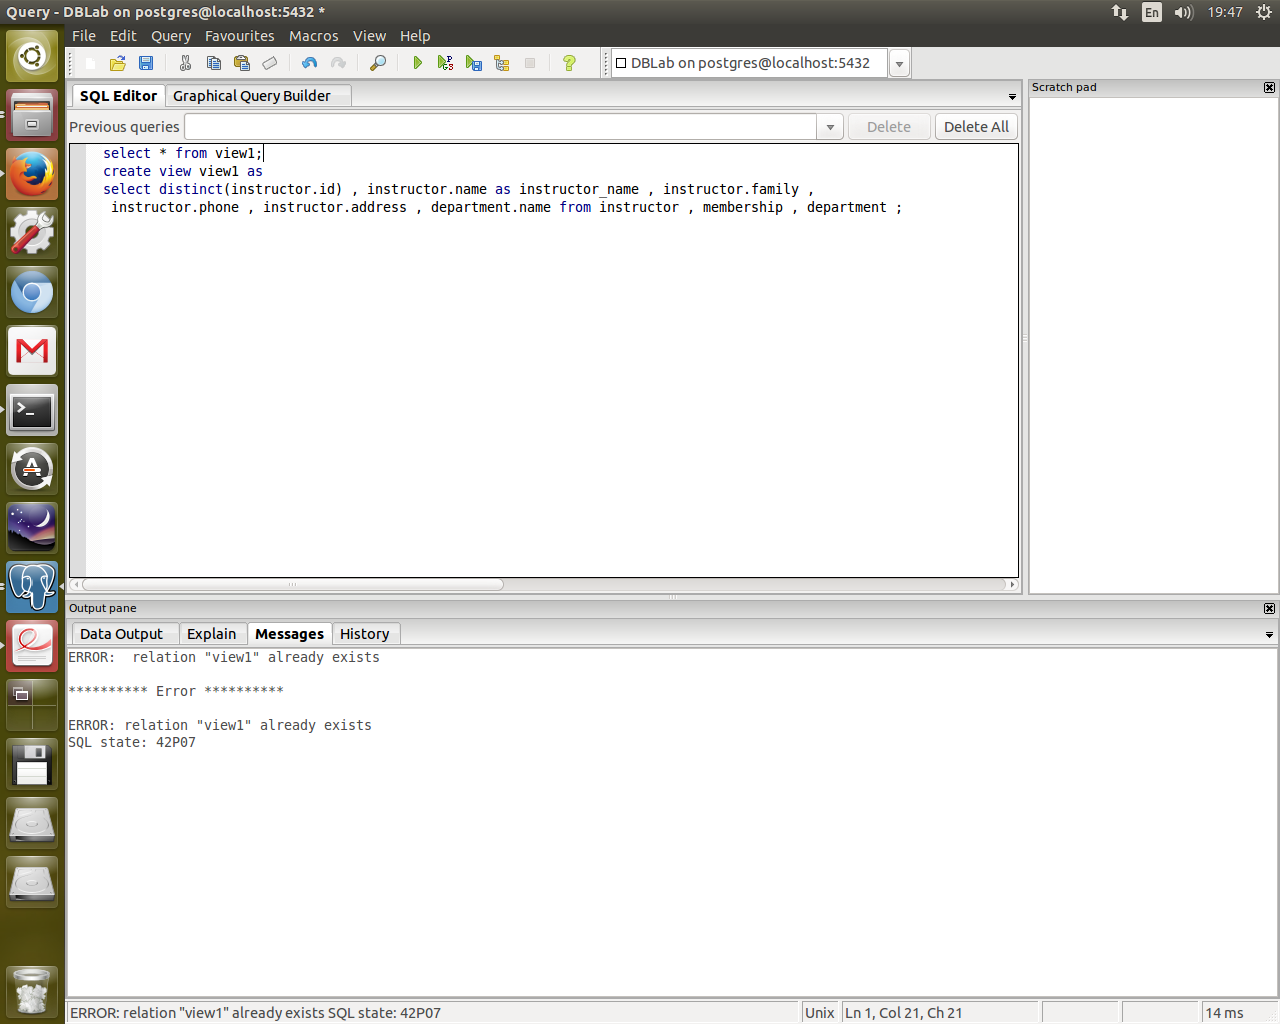 Query - DBLab on postgres@localhost:5432 *
En
19:47
File Edit Query Favourites Macros View Help
DBLab on postgres@localhost:5432
SQL Editor
Graphical Query Builder
Scratch pad
Previous queries
Delete
Delete All
select * from view1;
create view view1 as
select distinct(instructor.id) , instructor.name as instructor_name , instructor.family ,
instructor.phone , instructor.address , department.name from instructor , membership , department ;
Output pane
Data Output
Explain
Messages
History
ERROR:  relation "view1" already exists
********** Error **********
ERROR: relation "view1" already exists
SQL state: 42P07
ERROR: relation "view1" already exists SQL state: 42P07
Unix
Ln 1, Col 21, Ch 21
14 ms